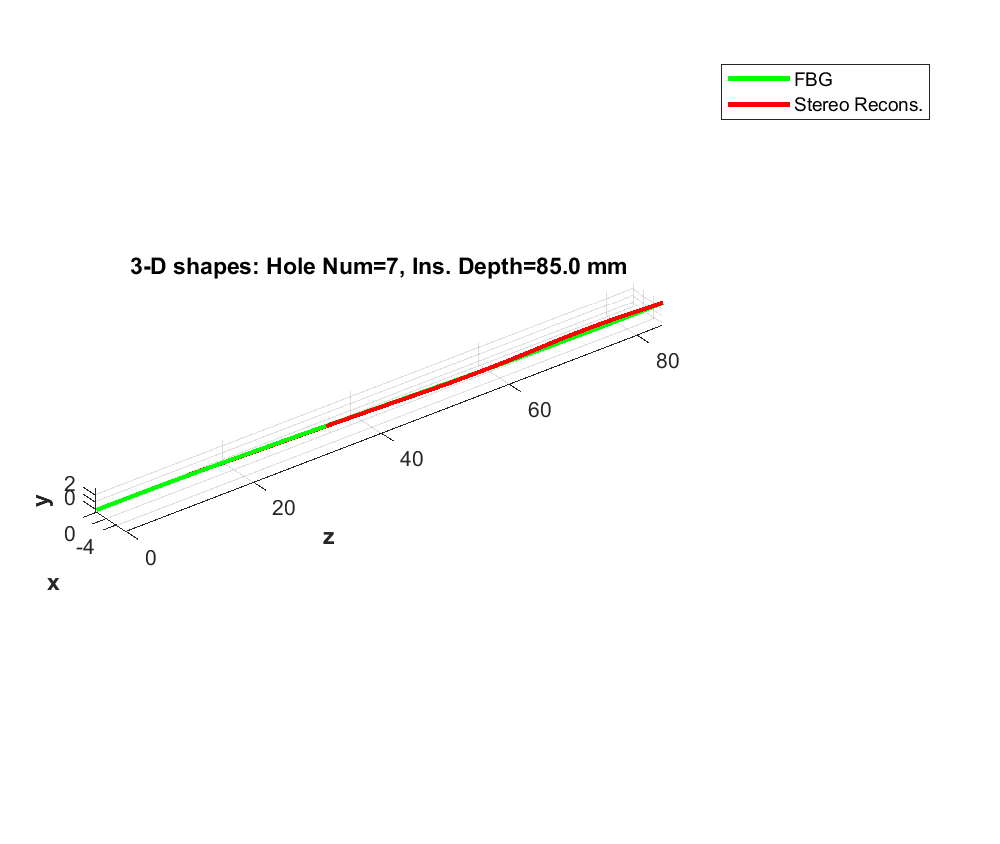 FBG
Stereo Recons.
3-D shapes: Hole Num=7, Ins. Depth=85.0 mm
80
60
40
20
0
z
2
0
y
0
-4
x